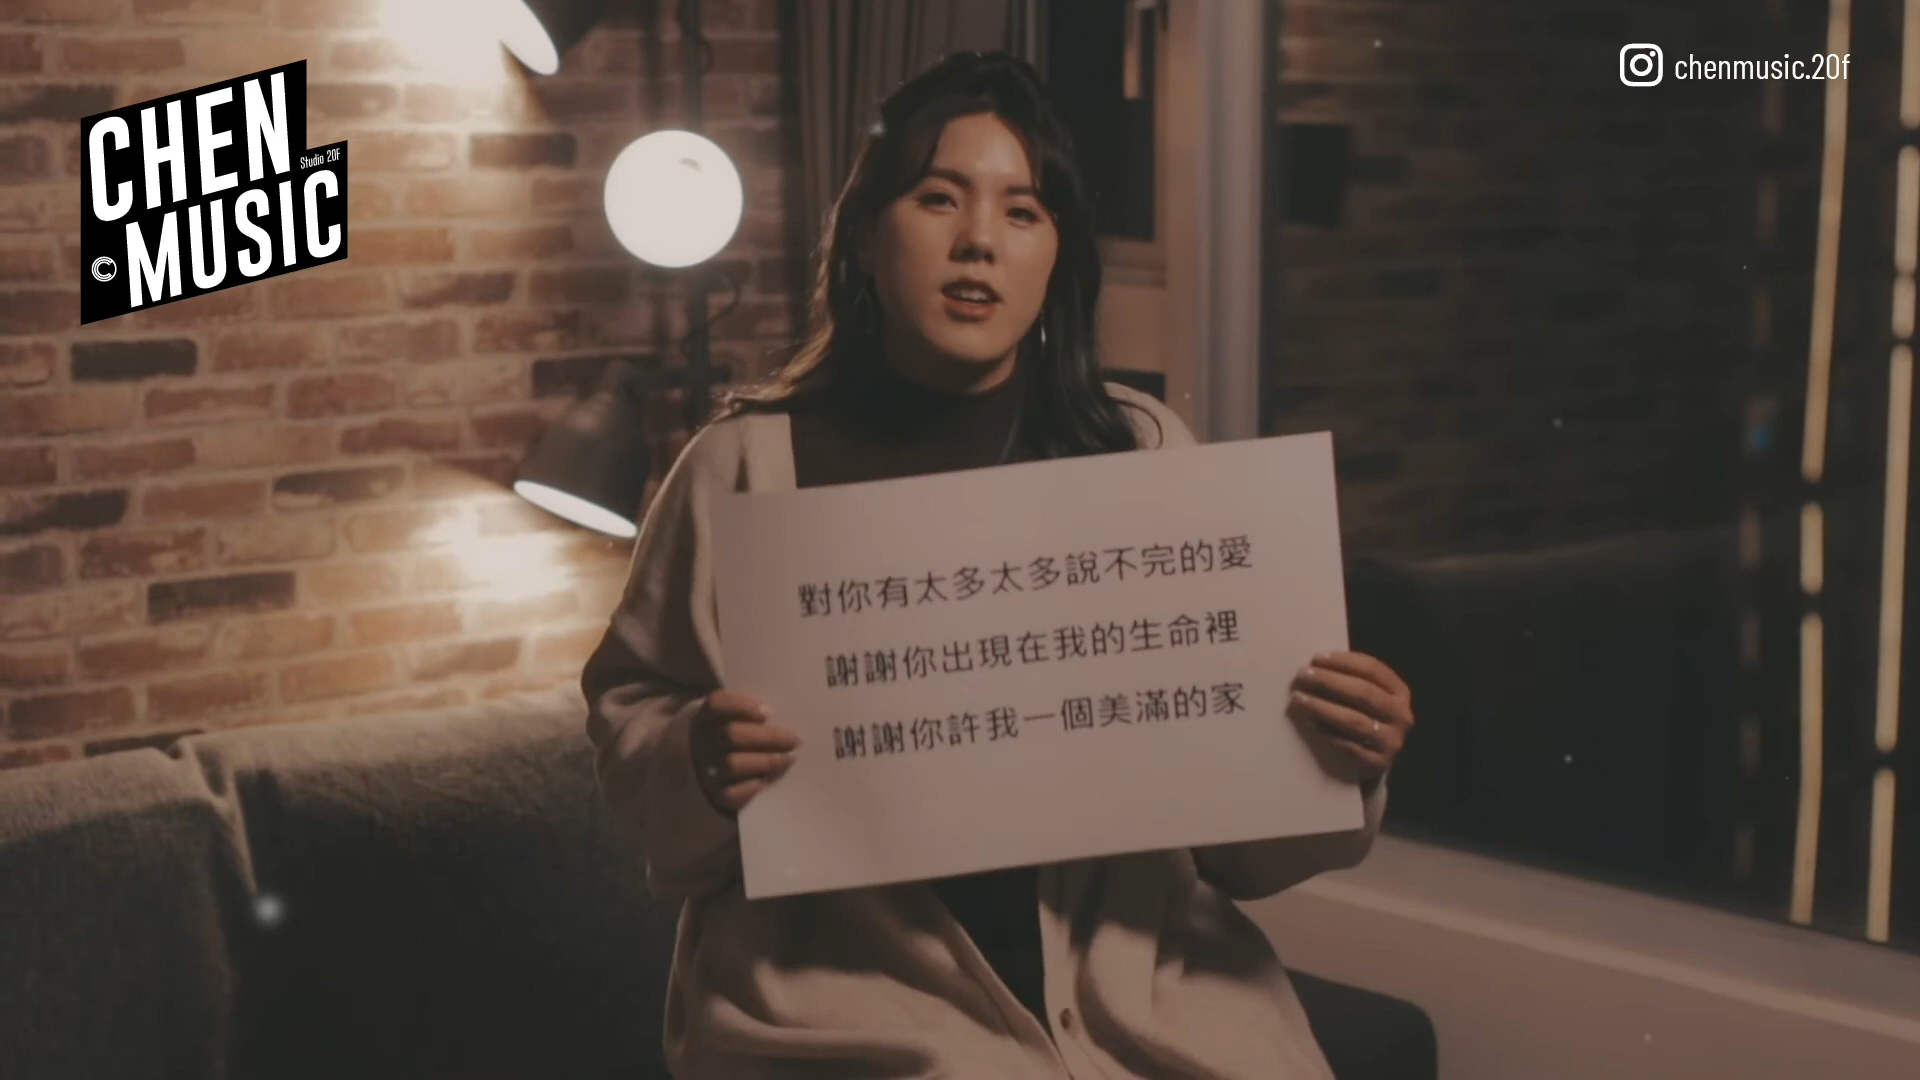 CHEN
Studio 20F
© MUSIC
chenmusic.20f
對你有太多太多說不完的愛
謝謝你出現在我的生命裡
謝謝你許我一個美滿的家